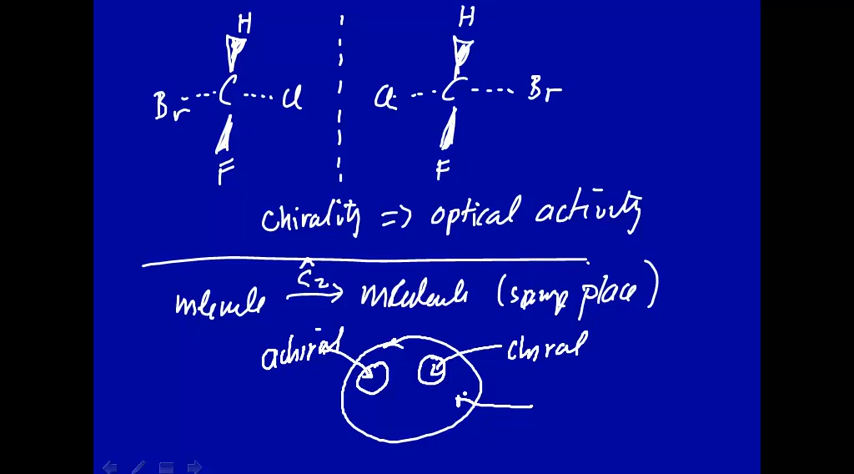 H H
Br C Cl Cl C Br
F F
chirality => optical activity
molecule Ĉ2 → molecule (same place)
achiral chiral